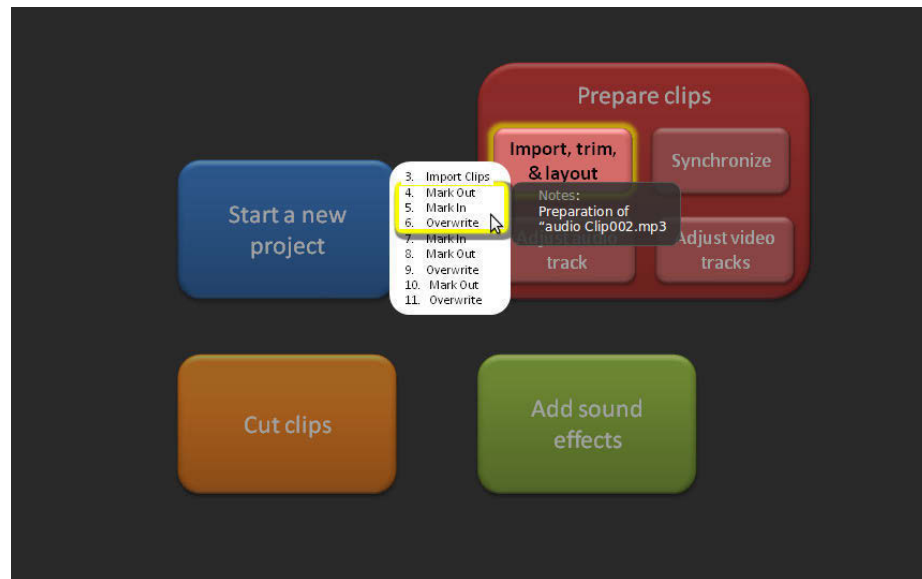 Prepare clips
Import, trim,
& layout
Synchronize
Start a new
project
3. Import Clips
4. Mark Out
5. Mark In
6. Overwrite
7. Mark In
8. Mark Out
9. Overwrite
10. Mark Out
11. Overwrite
Notes:
Preparation of
“audio Clip002.mp3
Adjust audio
track
Adjust video
tracks
Cut clips
Add sound
effects